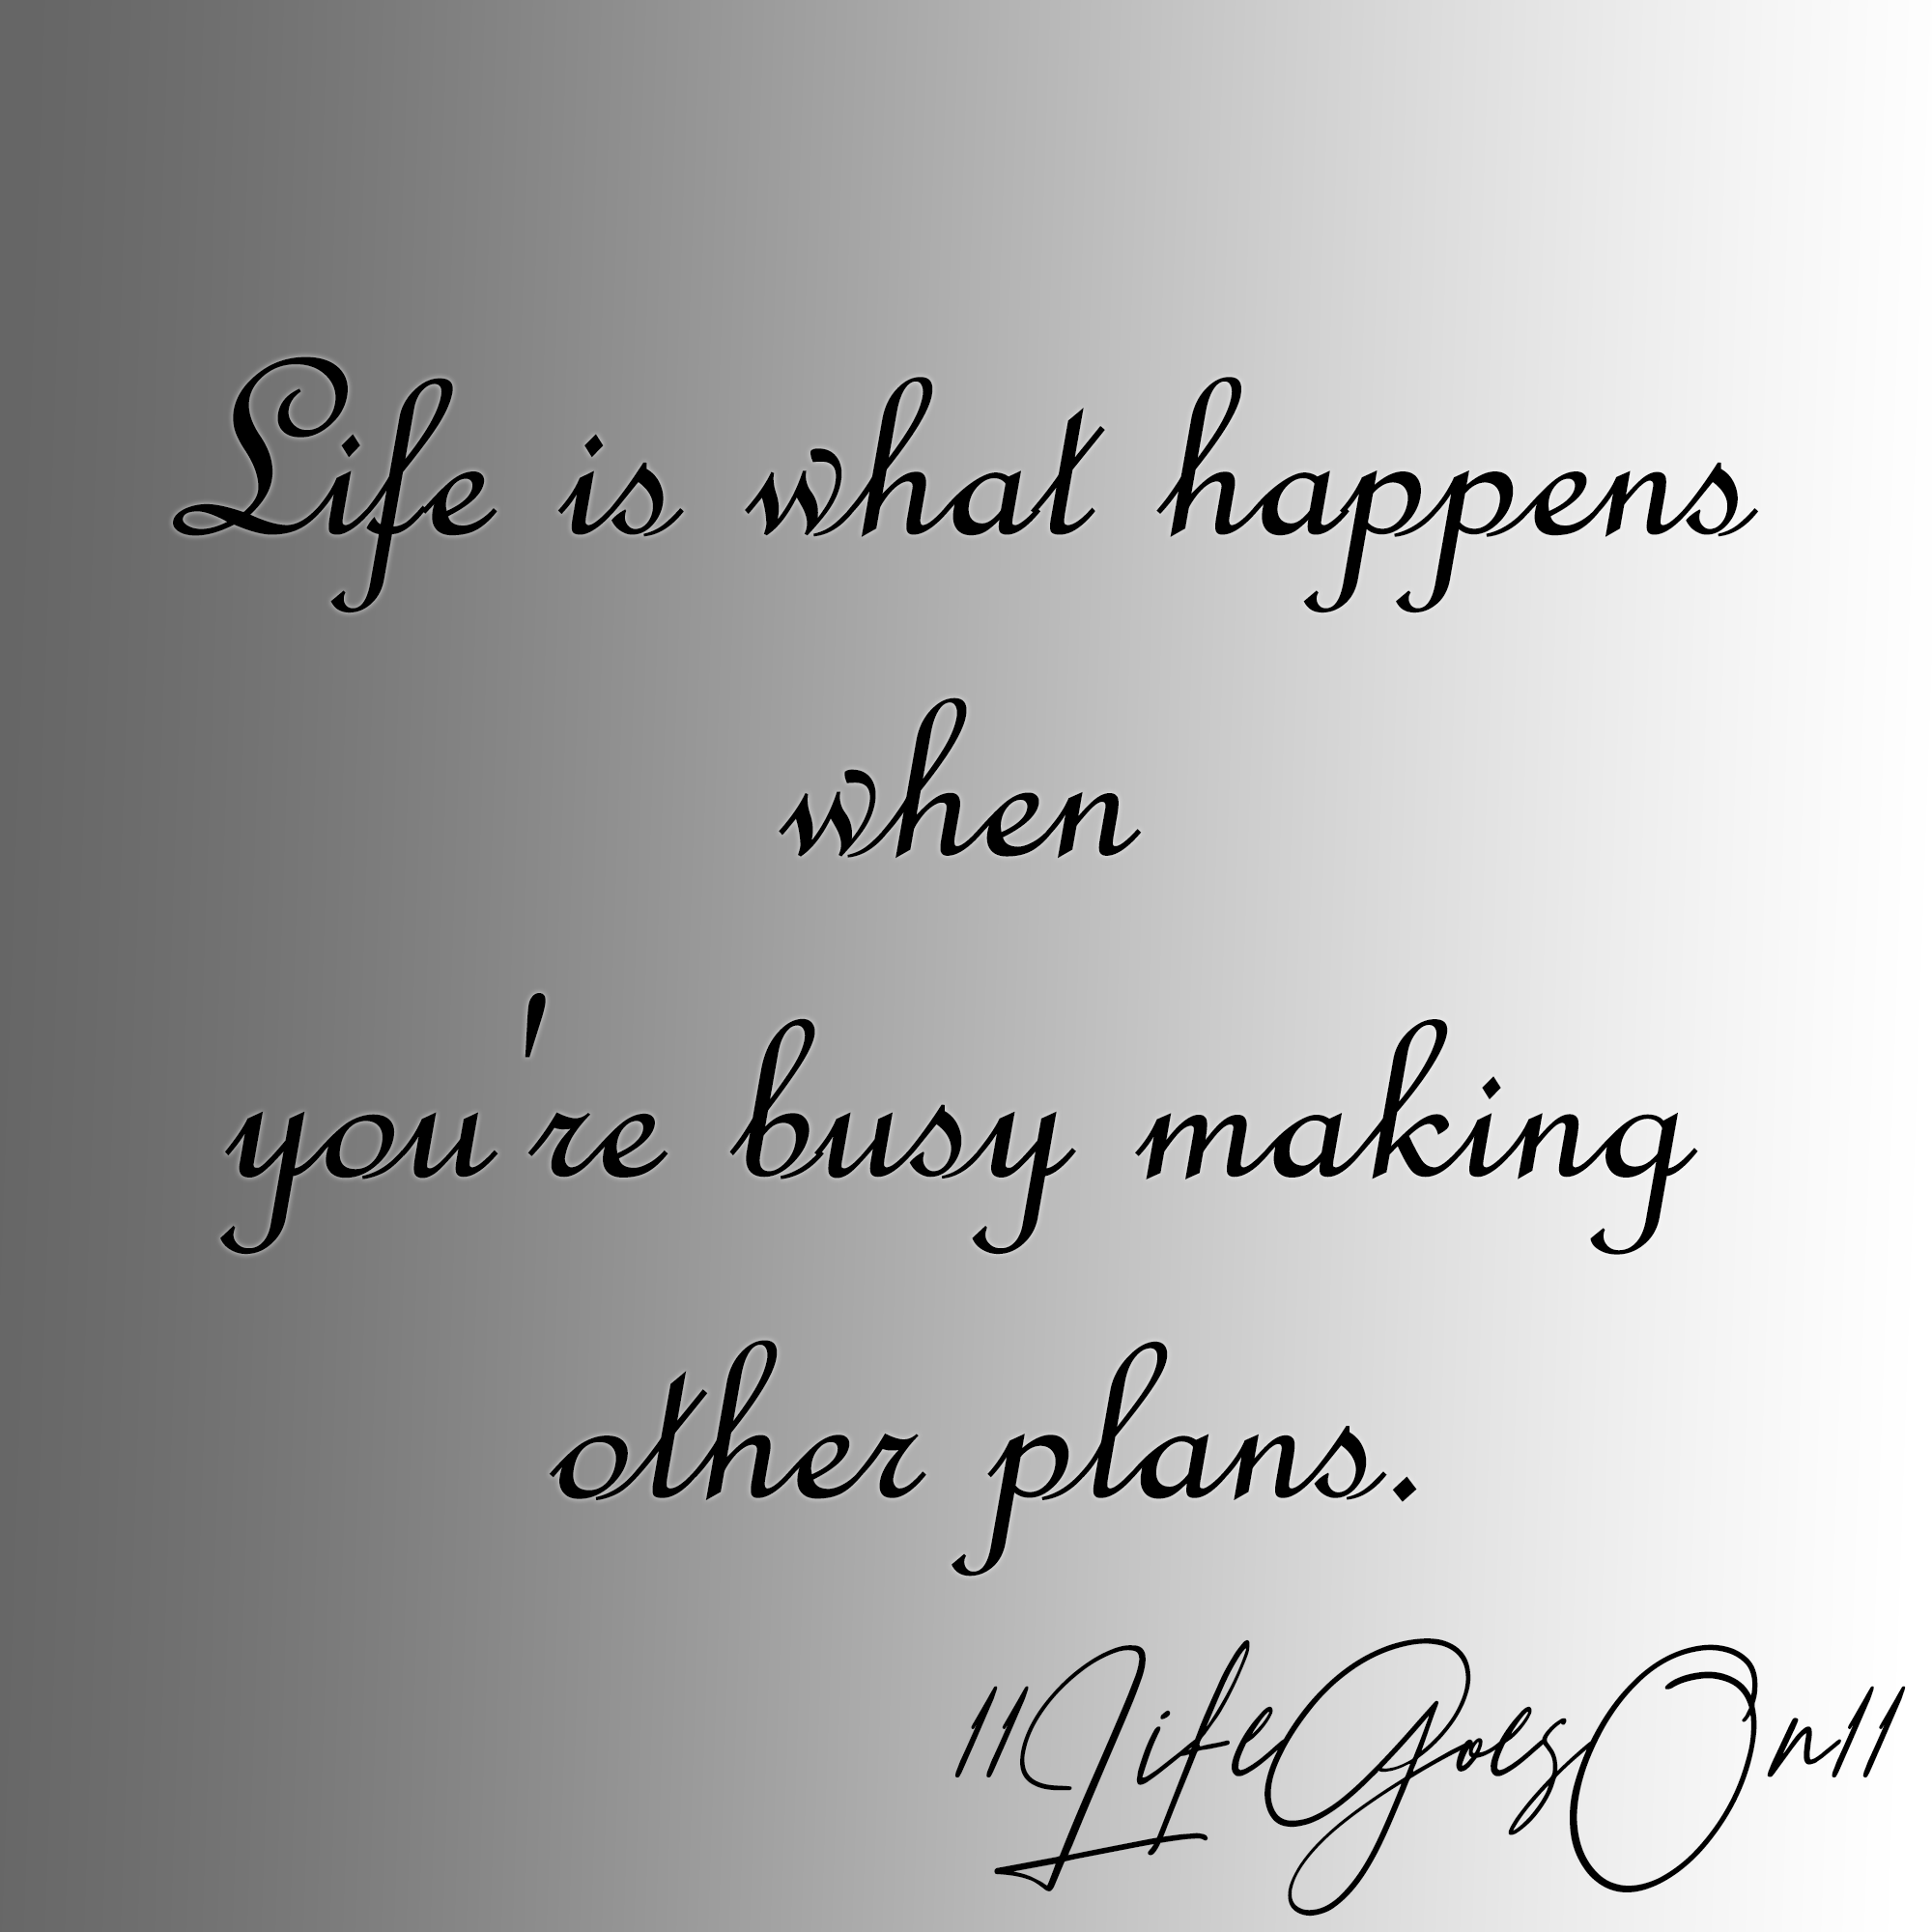 Life is what happens
when
you're busy making
other plans.
"LifeGoesOn"